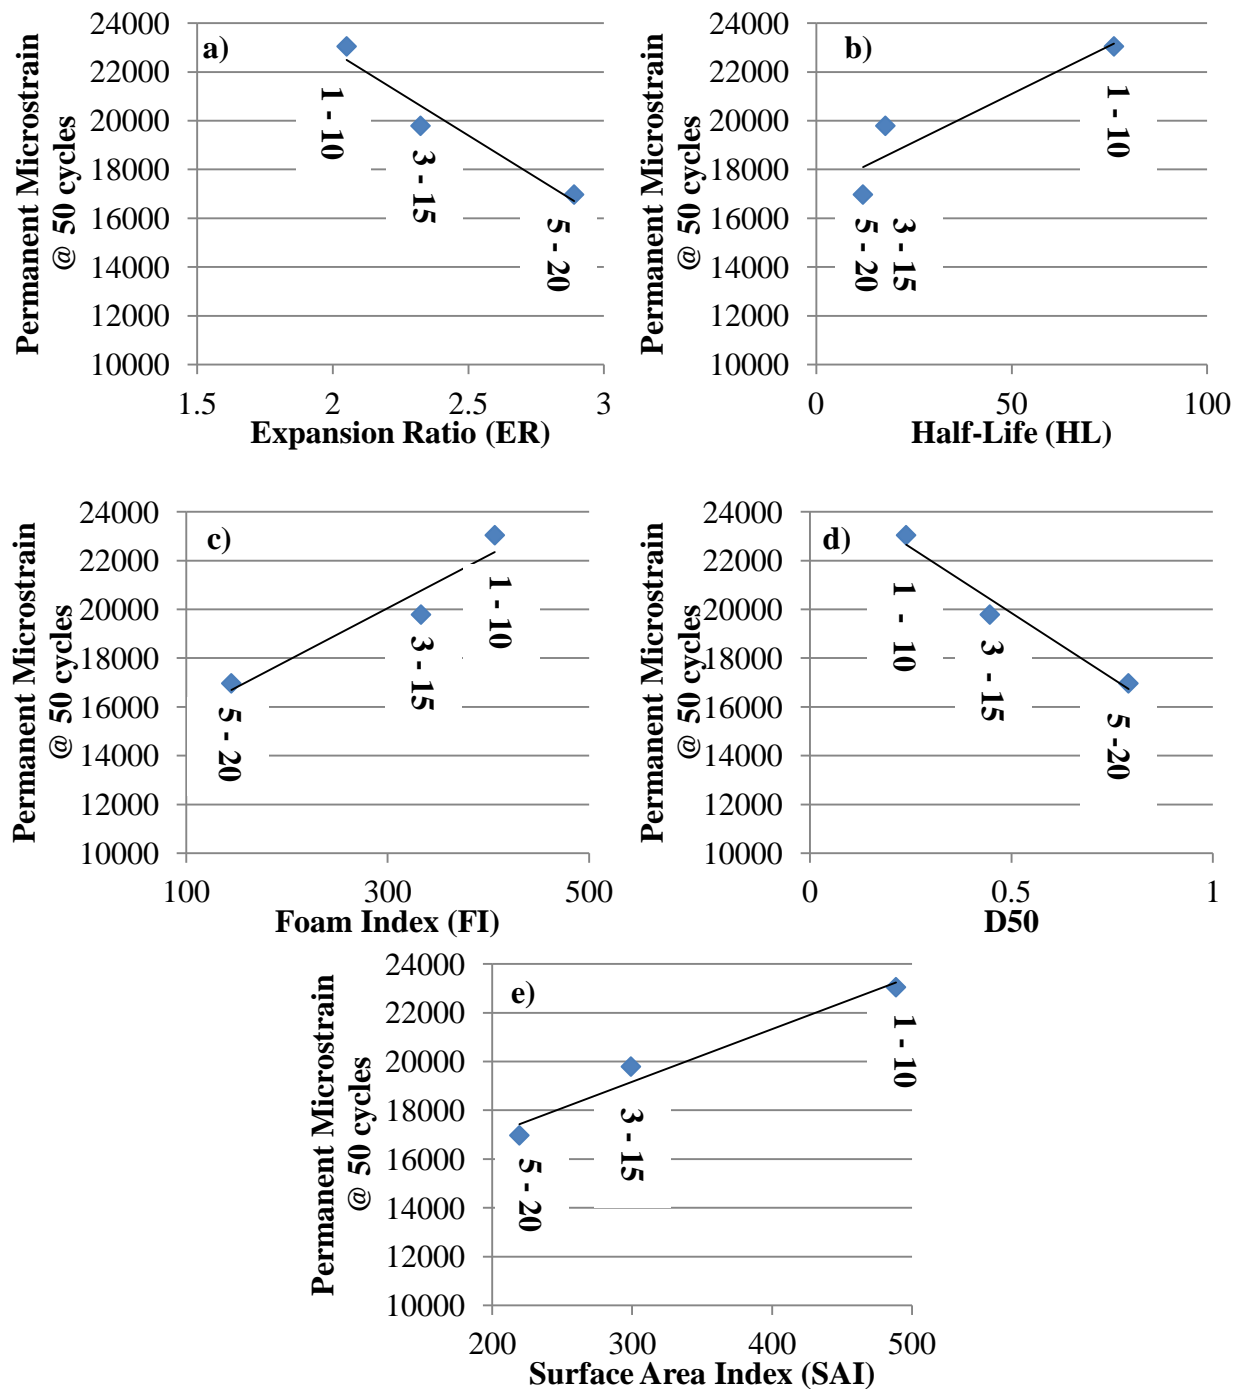 a)
Permanent Microstrain
@ 50 cycles
24000
22000
20000
18000
16000
14000
12000
10000
1 - 10
3 - 15
5 - 20
1.5
2
2.5
3
Expansion Ratio (ER)
b)
Permanent Microstrain
@ 50 cycles
24000
22000
20000
18000
16000
14000
12000
10000
5 - 20
3 - 15
1 - 10
0
50
100
Half-Life (HL)
c)
Permanent Microstrain
@ 50 cycles
24000
22000
20000
18000
16000
14000
12000
10000
5 - 20
3 - 15
1 - 10
100
300
500
Foam Index (FI)
d)
Permanent Microstrain
@ 50 cycles
24000
22000
20000
18000
16000
14000
12000
10000
1 - 10
3 - 15
5 -20
0
0.5
1
D50
e)
Permanent Microstrain
@ 50 cycles
24000
22000
20000
18000
16000
14000
12000
10000
5 - 20
3 - 15
1 - 10
200
300
400
500
Surface Area Index (SAI)